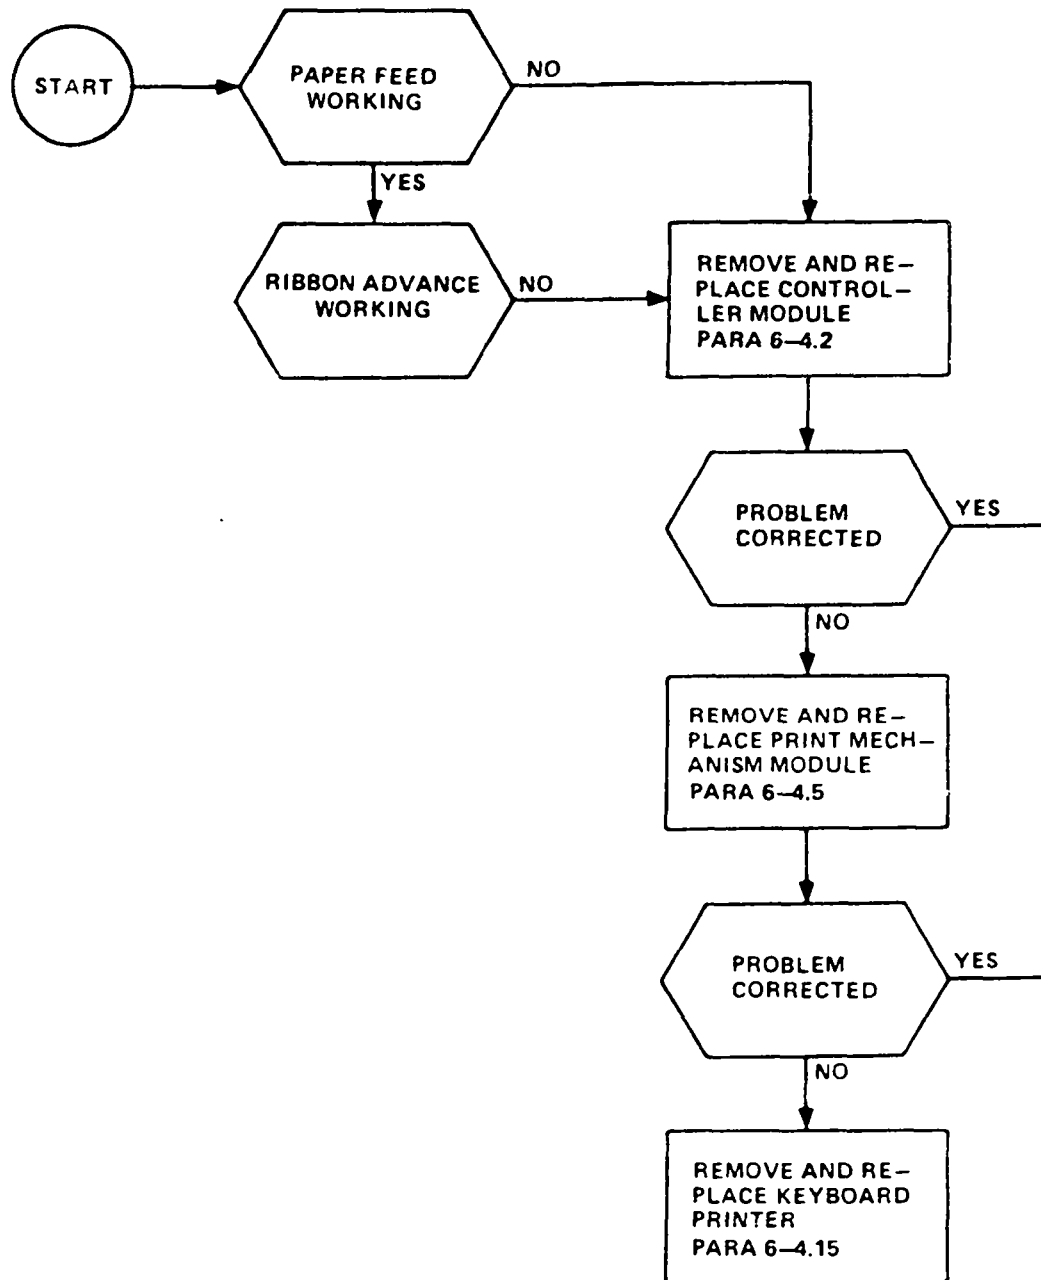 START
PAPER FEED
WORKING
NO
YES
RIBBON ADVANCE
WORKING
NO
REMOVE AND RE–
PLACE CONTROL–
LER MODULE
PARA 6–4.2
PROBLEM
CORRECTED
YES
NO
REMOVE AND RE–
PLACE PRINT MECH–
ANISM MODULE
PARA 6–4.5
PROBLEM
CORRECTED
YES
NO
REMOVE AND RE–
PLACE KEYBOARD
PRINTER
PARA 6–4.15